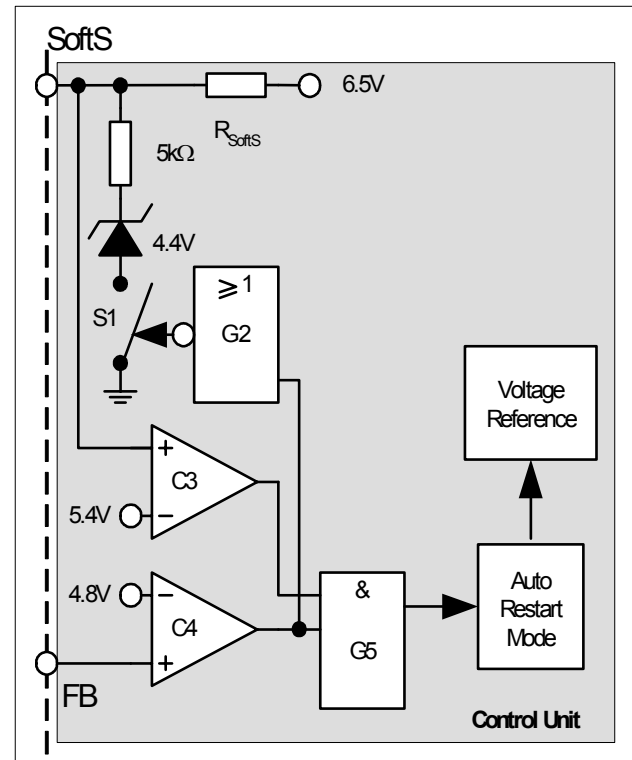 SoftS
6.5V
R_SoftS
5kΩ
4.4V
S1
≥1
G2
Voltage
Reference
+
C3
5.4V
-
4.8V
-
C4
+
&
G5
Auto
Restart
Mode
FB
Control Unit